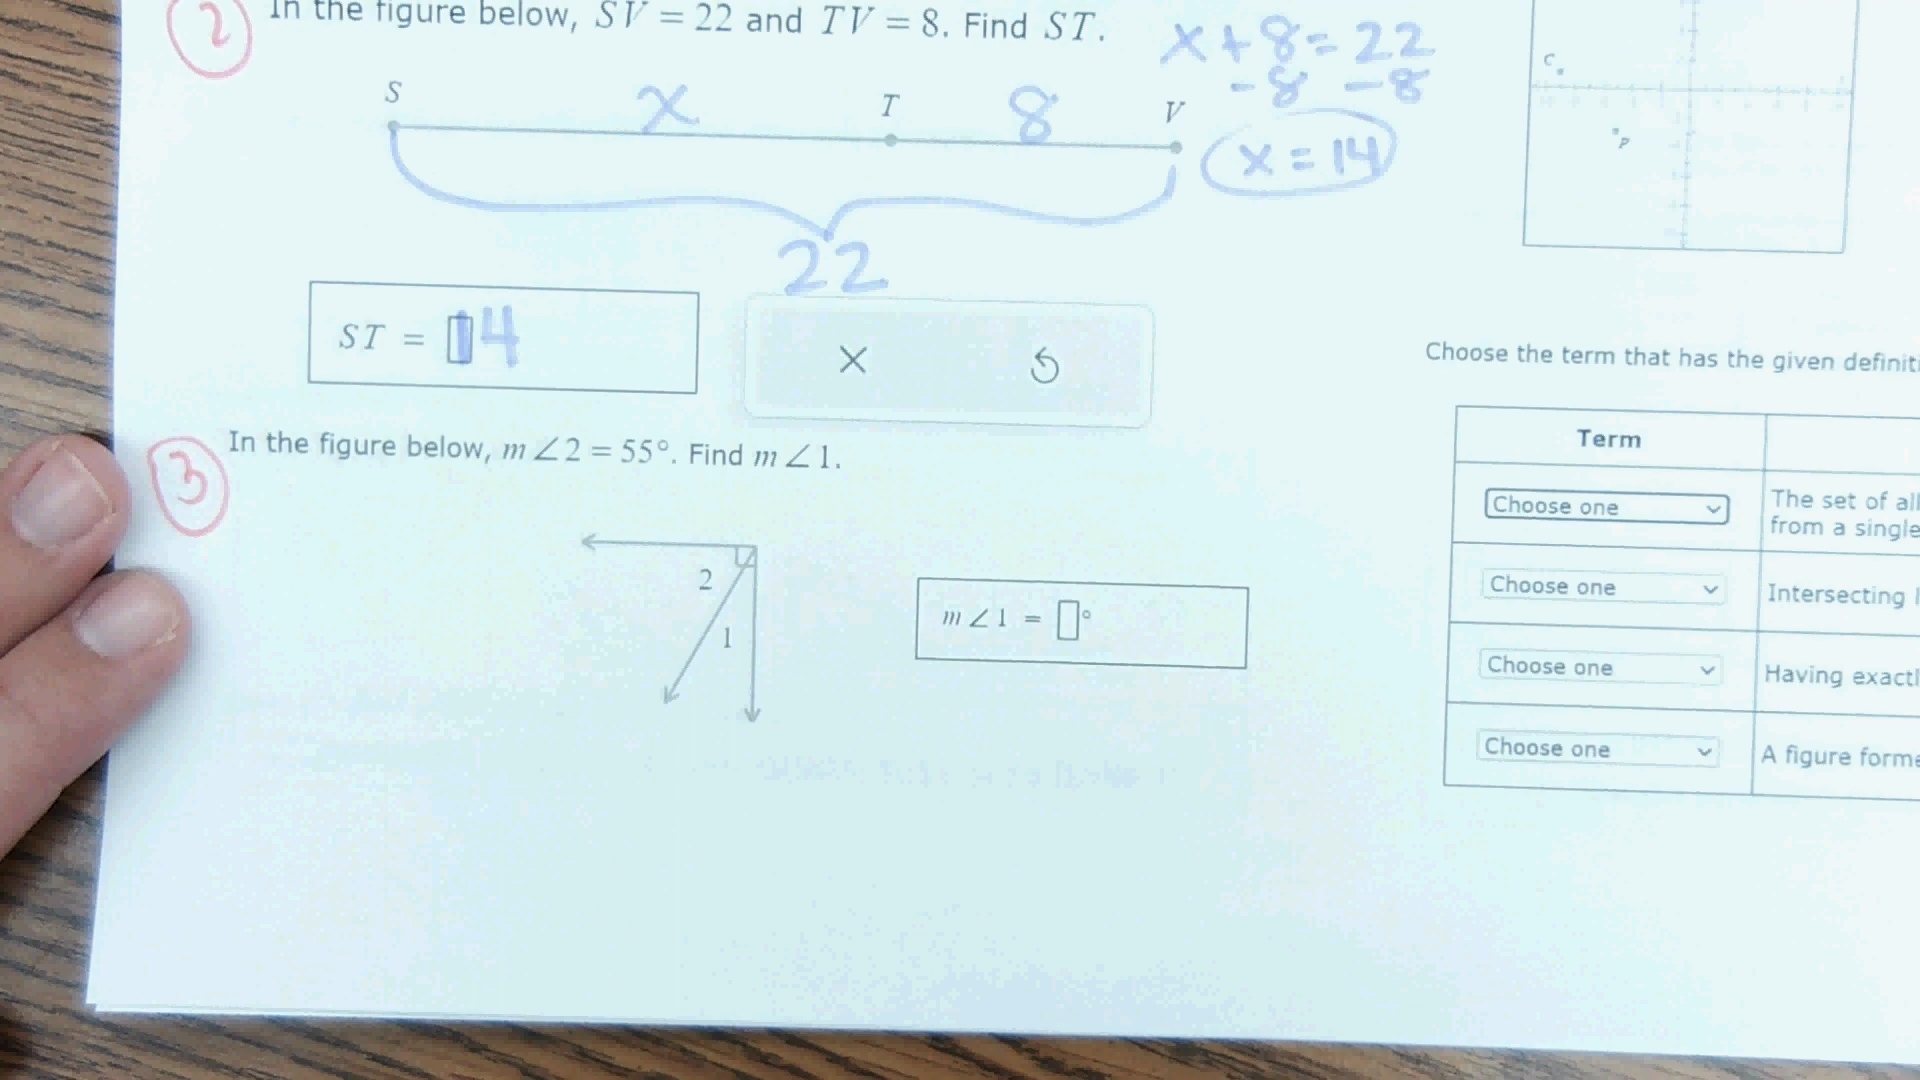 2
In the figure below, SV = 22 and TV = 8. Find ST.
x + 8 = 22
- 8 - 8
x = 14
S x T 8 V
22
ST = 14
3
In the figure below, m∠2 = 55°. Find m∠1.
2
1
m∠1 = °
C
P
Choose the term that has the given
Term
Choose one
The set of all
from a single
Choose one
Intersecting
Choose one
Having
Choose one
A figure